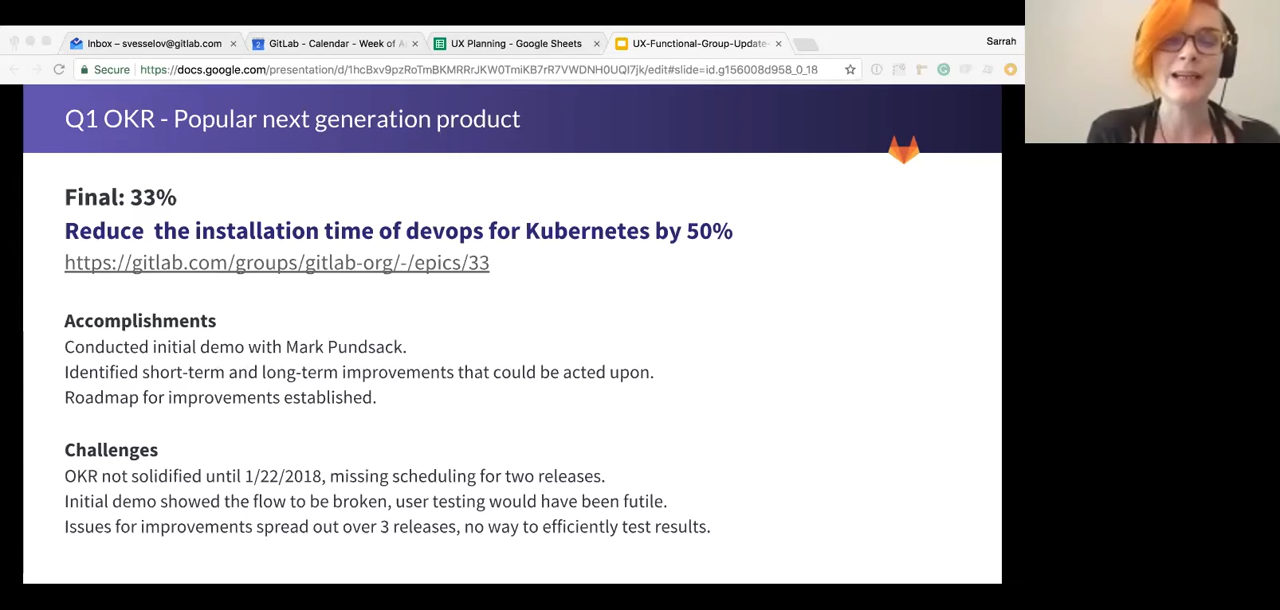 Inbox – svesselov@gitlab.com
GitLab - Calendar - Week of A
UX Planning - Google Sheets
UX-Functional-Group-Update-
Sarrah
Secure
https://docs.google.com/presentation/d/1hcBxv9pzRoTmBKMRRrJKW0TmiKB7rR7VWDNH0UQI7jk/edit#slide=id.g156008d958_0_18
Q1 OKR - Popular next generation product
Final: 33%
Reduce the installation time of devops for Kubernetes by 50%
https://gitlab.com/groups/gitlab-org/-/epics/33
Accomplishments
Conducted initial demo with Mark Pundsack.
Identified short-term and long-term improvements that could be acted upon.
Roadmap for improvements established.
Challenges
OKR not solidified until 1/22/2018, missing scheduling for two releases.
Initial demo showed the flow to be broken, user testing would have been futile.
Issues for improvements spread out over 3 releases, no way to efficiently test results.